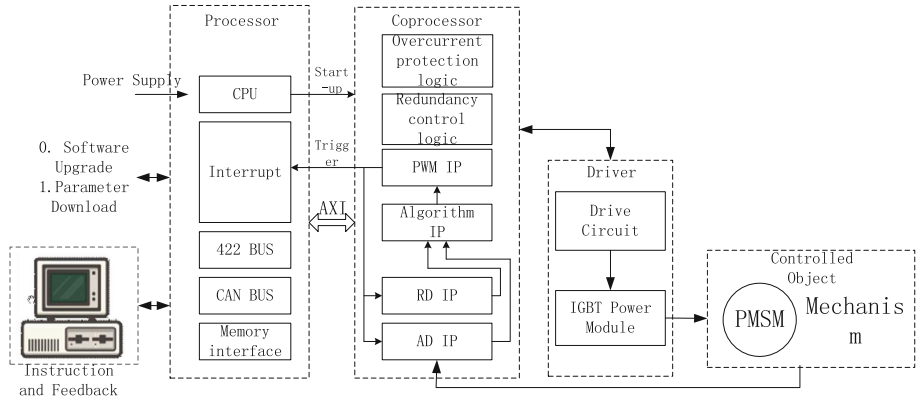 Processor
Coprocessor
Power Supply
CPU
Start
-up
Overcurrent
protection
logic
Redundancy
control
logic
0. Software
Upgrade
1.Parameter
Download
Interrupt
Trigg
er
PWM IP
AXI
Algorithm
IP
422 BUS
CAN BUS
Memory
interface
RD IP
AD IP
Driver
Drive
Circuit
IGBT Power
Module
Controlled
Object
PMSM
Mechanis
m
Instruction
and Feedback